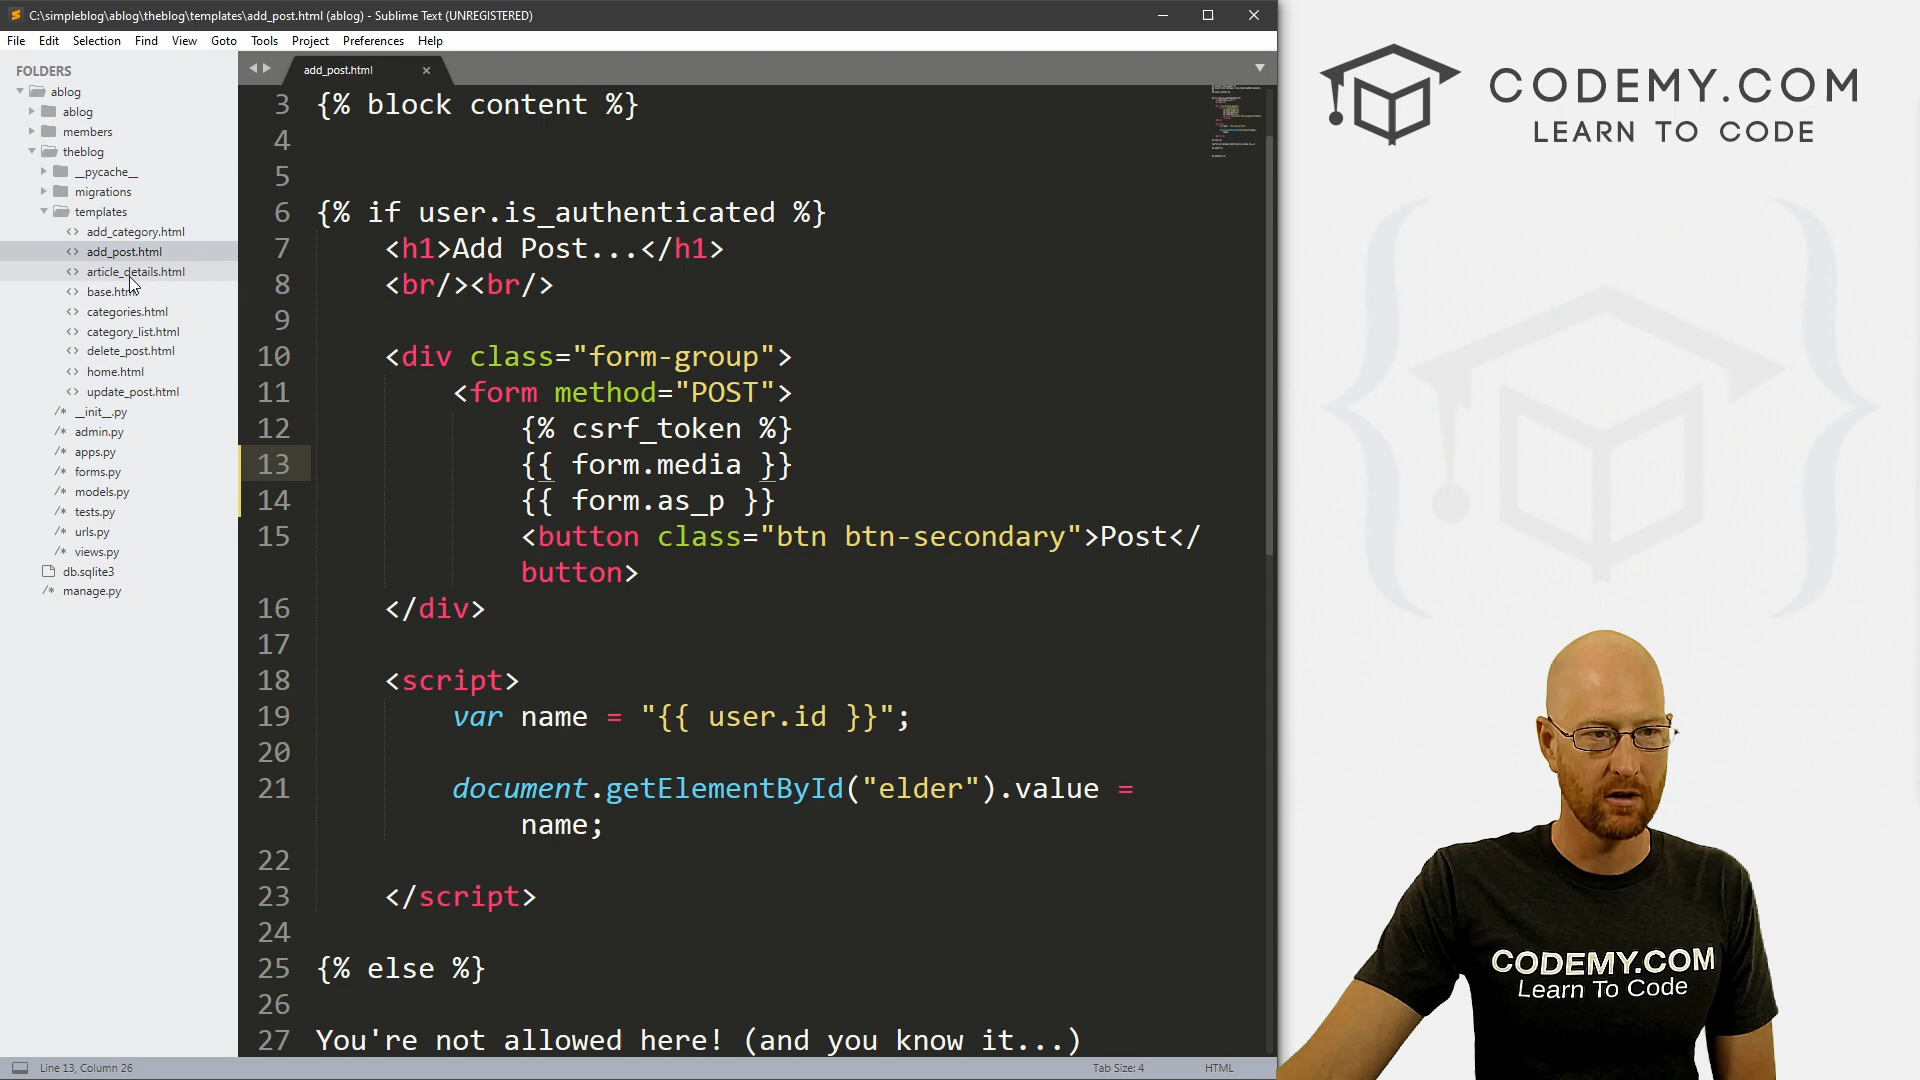 C:\simpleblog\ablog\theblog\templates\add_post.html (ablog) - Sublime Text (UNREGISTERED)
File Edit Selection Find View Goto Tools Project Preferences Help
FOLDERS
ablog
ablog
members
theblog
__pycache__
migrations
templates
add_category.html
add_post.html
article_details.html
base.html
categories.html
category_list.html
delete_post.html
home.html
update_post.html
__init__.py
admin.py
apps.py
forms.py
models.py
tests.py
urls.py
views.py
db.sqlite3
manage.py
add_post.html
3 {% block content %}
4
5
6 {% if user.is_authenticated %}
7 <h1>Add Post...</h1>
8 <br/><br/>
9
10 <div class="form-group">
11 <form method="POST">
12 {% csrf_token %}
13 {{ form.media }}
14 {{ form.as_p }}
15 <button class="btn btn-secondary">Post</
button>
16 </div>
17
18 <script>
19 var name = "{{ user.id }}";
20
21 document.getElementById("elder").value =
name;
22
23 </script>
24
25 {% else %}
26
27 You're not allowed here! (and you know it...)
Line 13, Column 26
Tab Size: 4
HTML
CODEMY.COM
LEARN TO CODE
CODEMY.COM
Learn To Code